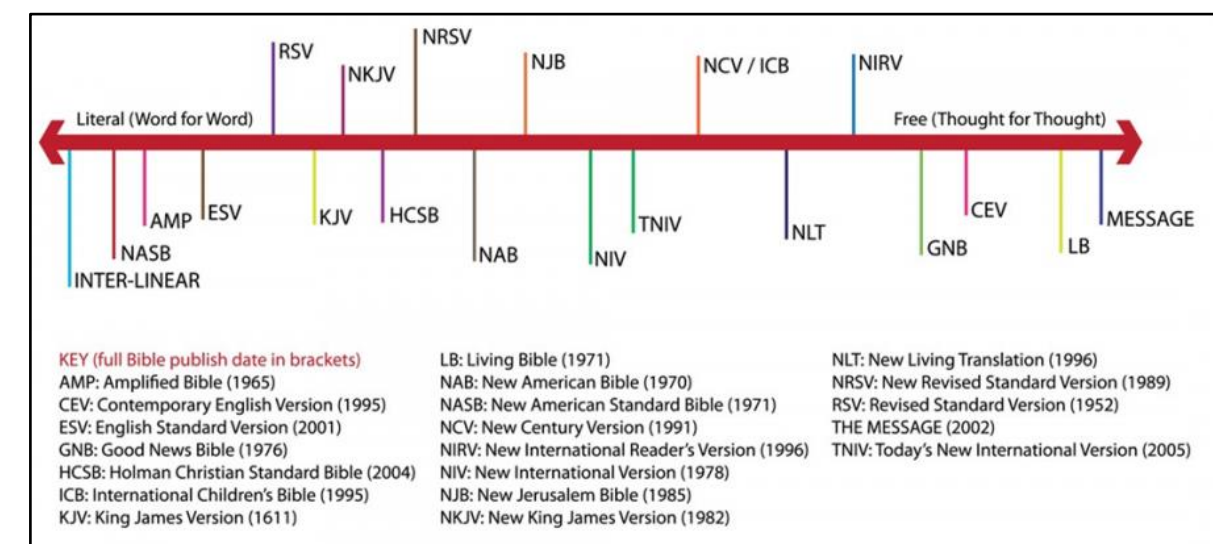 NRSV
RSV
NJB
NKJV
NCV / ICB
NIRV
Literal (Word for Word)
Free (Thought for Thought)
AMP
ESV
KJV
HCSB
TNIV
NLT
CEV
MESSAGE
NASB
NAB
NIV
GNB
LB
INTER-LINEAR
KEY (full Bible publish date in brackets)
AMP: Amplified Bible (1965)
CEV: Contemporary English Version (1995)
ESV: English Standard Version (2001)
GNB: Good News Bible (1976)
HCSB: Holman Christian Standard Bible (2004)
ICB: International Children's Bible (1995)
KJV: King James Version (1611)
LB: Living Bible (1971)
NAB: New American Bible (1970)
NASB: New American Standard Bible (1971)
NCV: New Century Version (1991)
NIRV: New International Reader's Version (1996)
NIV: New International Version (1978)
NJB: New Jerusalem Bible (1985)
NKJV: New King James Version (1982)
NLT: New Living Translation (1996)
NRSV: New Revised Standard Version (1989)
RSV: Revised Standard Version (1952)
THE MESSAGE (2002)
TNIV: Today's New International Version (2005)